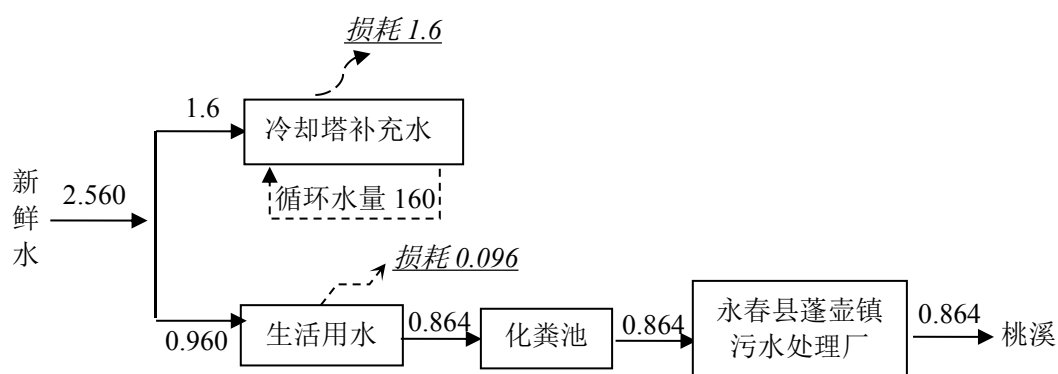 损耗 1.6
1.6
冷却塔补充水
循环水量 160
新
鲜
水
2.560
损耗 0.096
0.960
生活用水
0.864
化粪池
0.864
永春县蓬壶镇
污水处理厂
0.864
桃溪